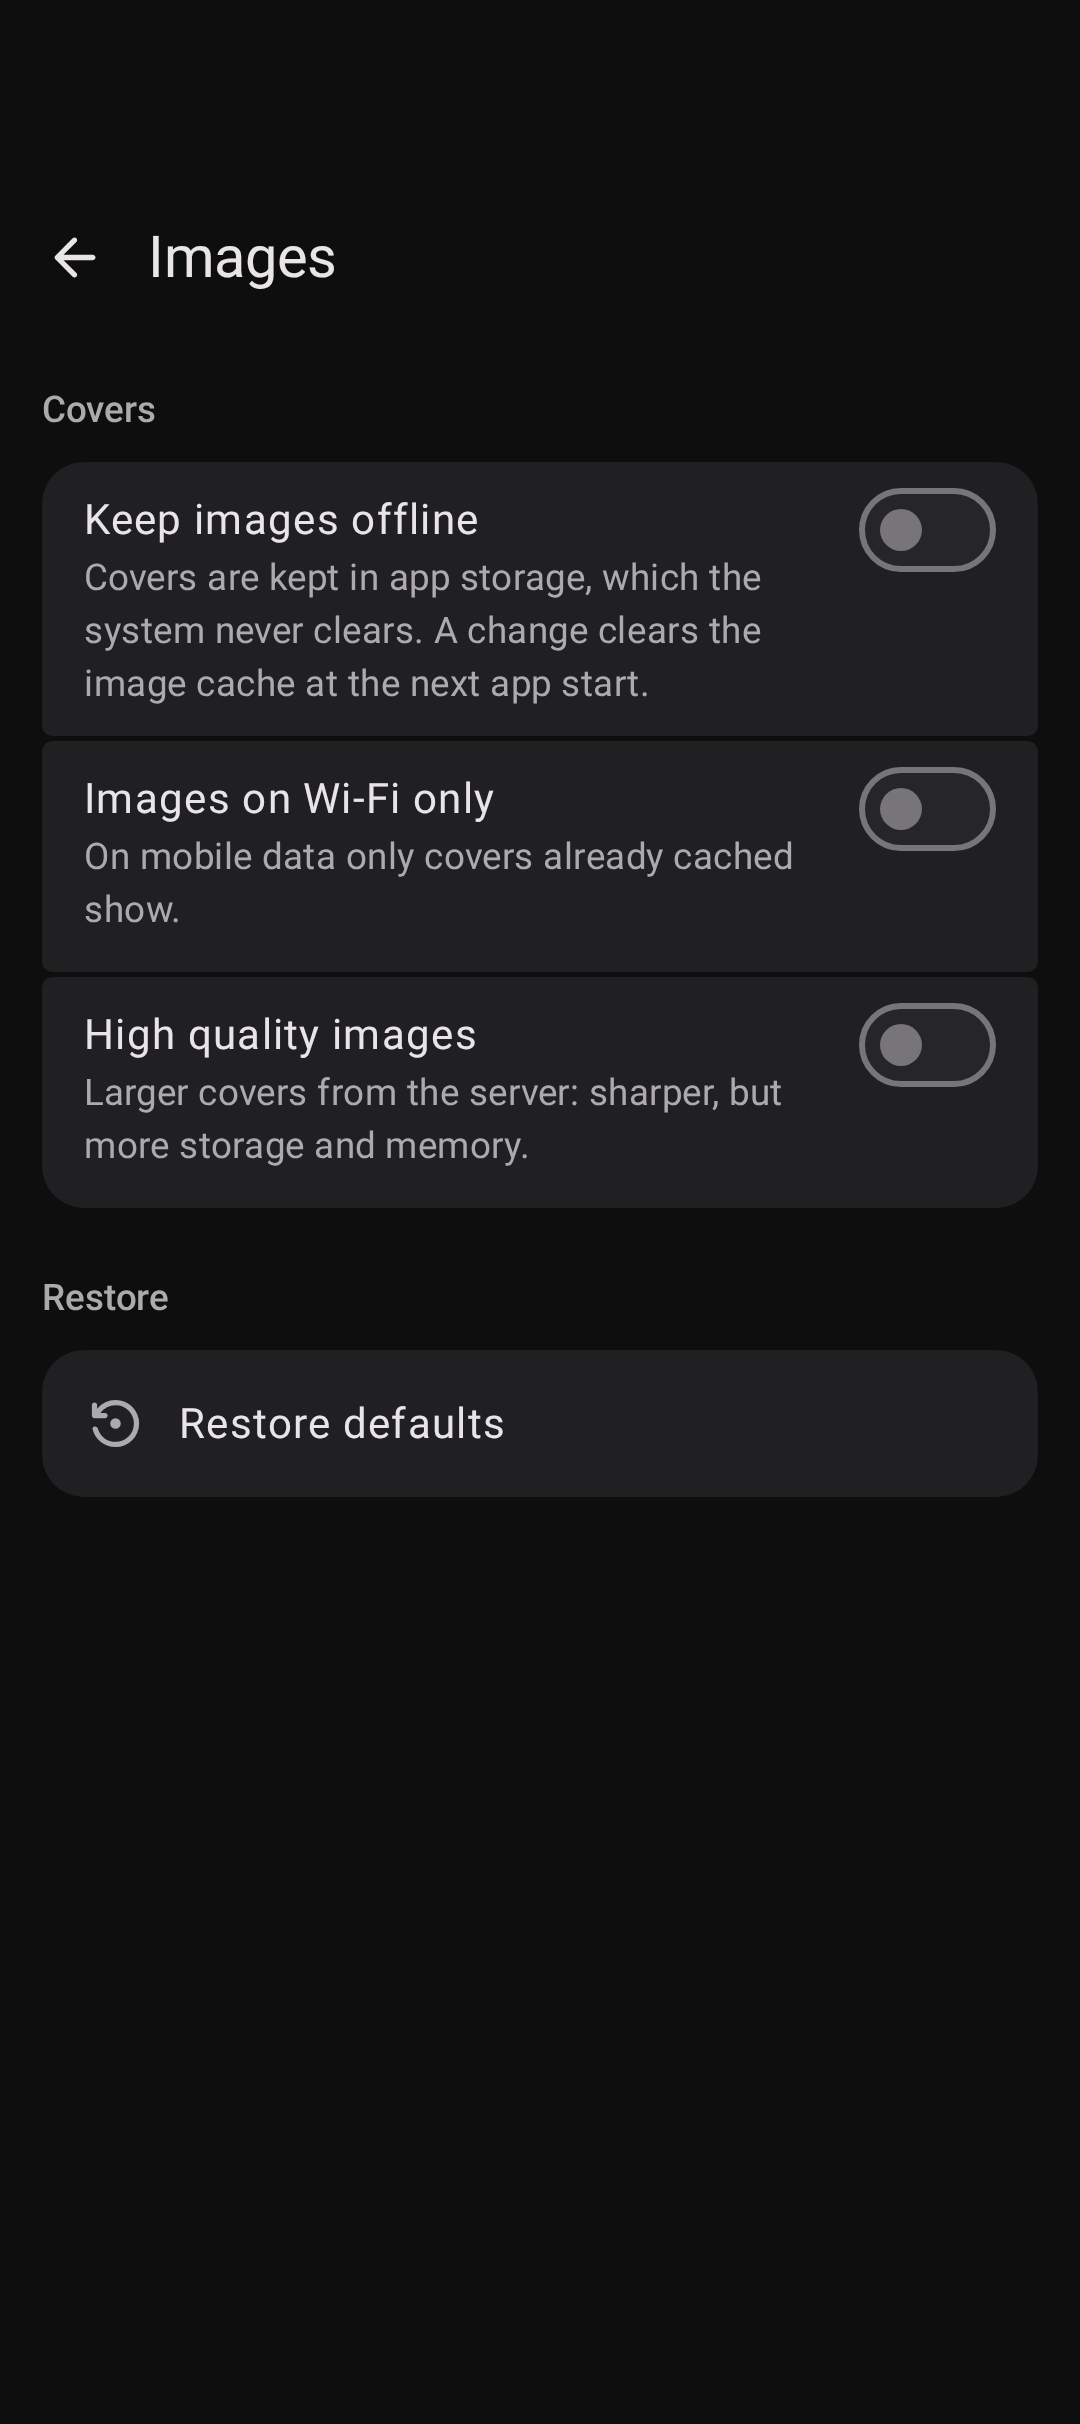 Images
Covers
Keep images offline
Covers are kept in app storage, which the
system never clears. A change clears the
image cache at the next app start.
Images on Wi-Fi only
On mobile data only covers already cached
show.
High quality images
Larger covers from the server: sharper, but
more storage and memory.
Restore
Restore defaults